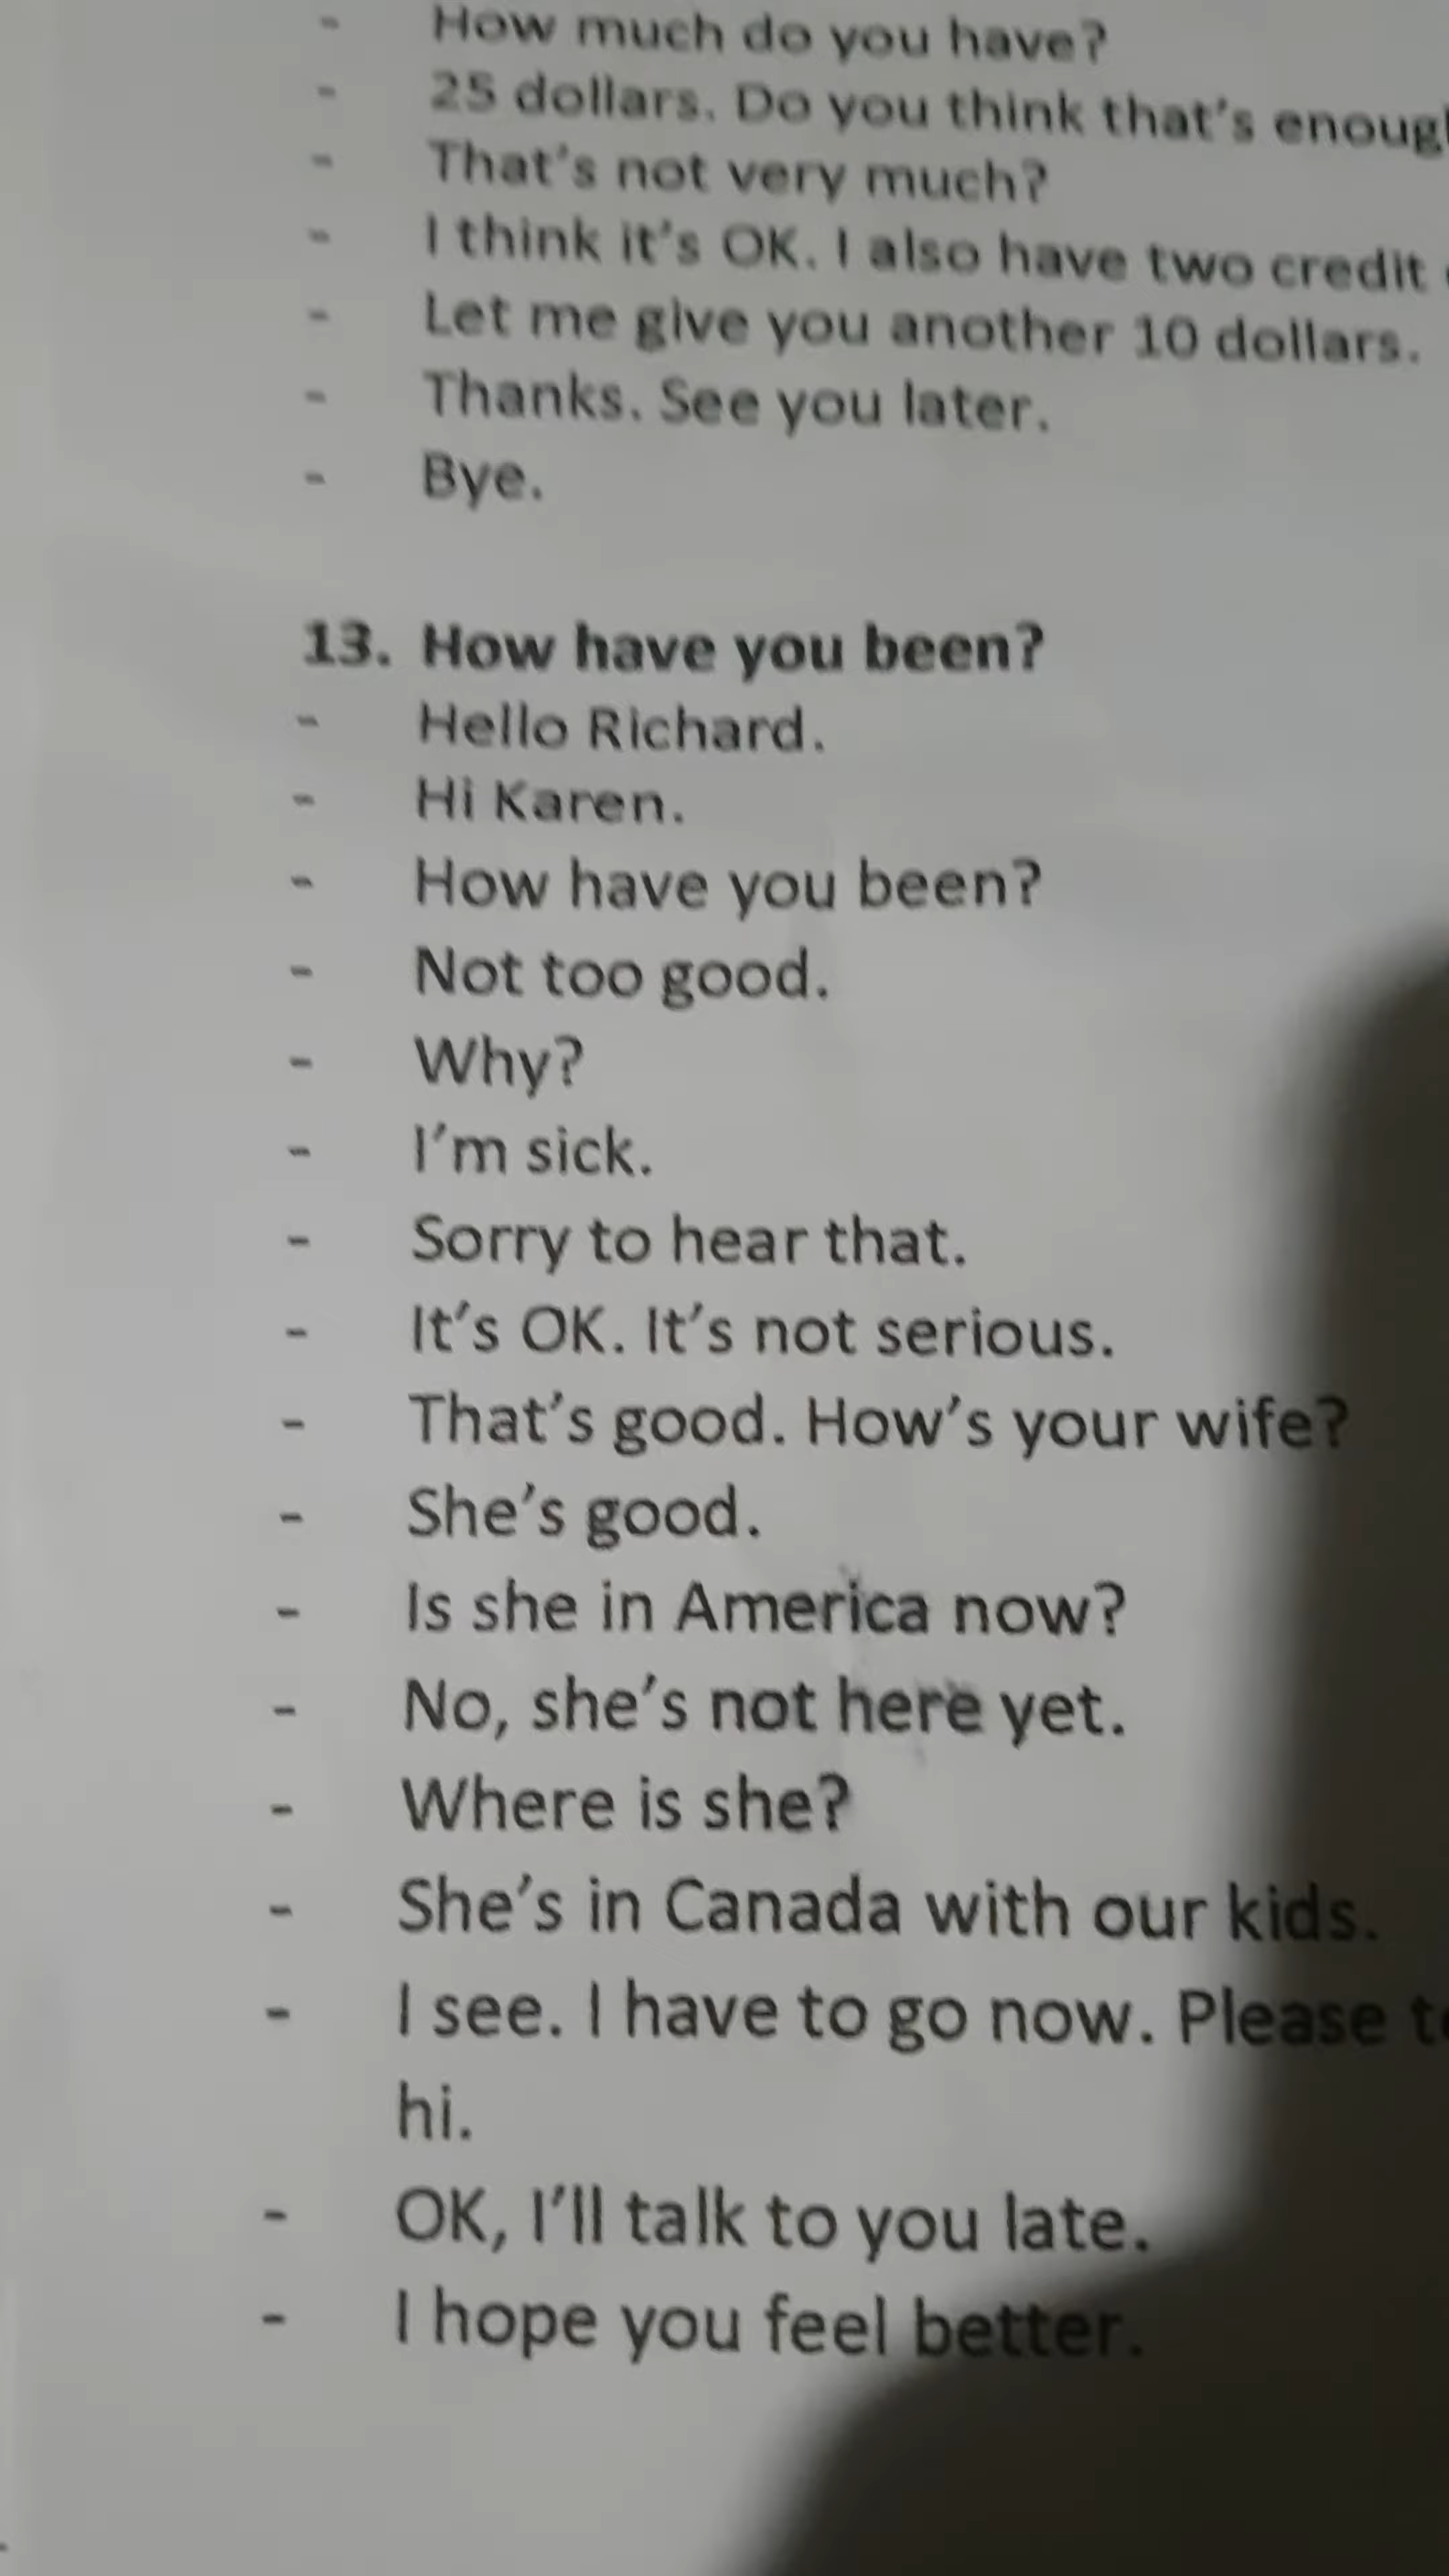 - How much do you have?
- 25 dollars. Do you think that's
- That's not very much?
- I think it's OK. I also have two credit
- Let me give you another 10 dollars.
- Thanks. See you later.
- Bye.
13. How have you been?
- Hello Richard.
- Hi Karen.
- How have you been?
- Not too good.
- Why?
- I'm sick.
- Sorry to hear that.
- It's OK. It's not serious.
- That's good. How's your wife?
- She's good.
- Is she in America now?
- No, she's not here yet.
- Where is she?
- She's in Canada with our kids.
- I see. I have to go now. Please
hi.
- OK, I'll talk to you late.
- I hope you feel better.